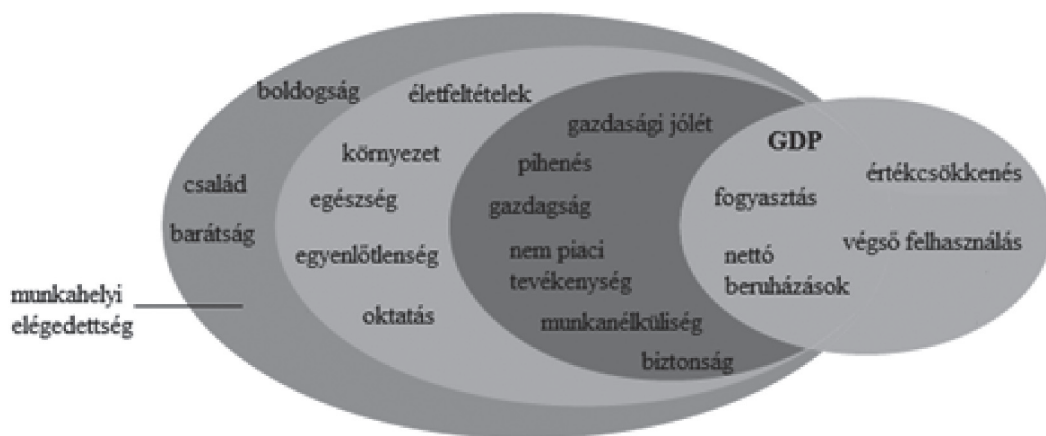 boldogság
család
barátság
munkahelyi
elégedettség
életfeltételek
környezet
egészség
egyenlőtlenség
oktatás
gazdasági jólét
pihenés
gazdagság
nem piaci
tevékenység
munkanélküliség
biztonság
GDP
fogyasztás
nettó
beruházások
értékcsökkenés
végső felhasználás